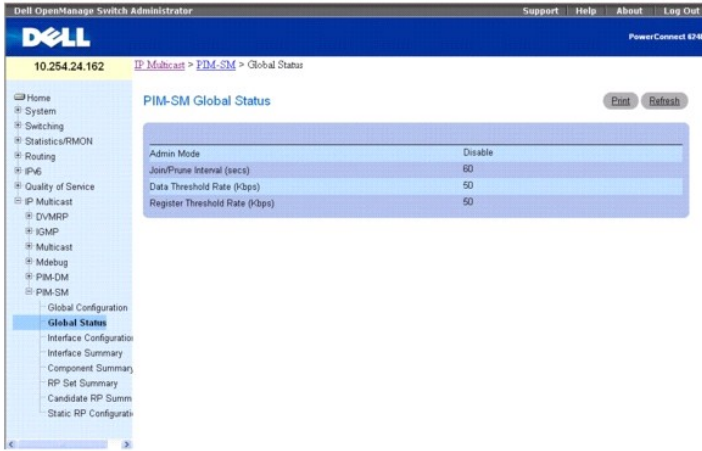 Dell OpenManage Switch Administrator
Support Help About Log Out
DELL
PowerConnect 6248
10.254.24.162
IP Multicast > PIM-SM > Global Status
Home
System
Switching
Statistics/RMON
Routing
IPv6
Quality of Service
IP Multicast
DVMRP
IGMP
Multicast
Mdebug
PIM-DM
PIM-SM
Global Configuration
Global Status
Interface Configuration
Interface Summary
Component Summary
RP Set Summary
Candidate RP Summ
Static RP Configurati
PIM-SM Global Status
Print Refresh
Admin Mode Disable
Join/Prune Interval (secs) 60
Data Threshold Rate (Kbps) 50
Register Threshold Rate (Kbps) 50